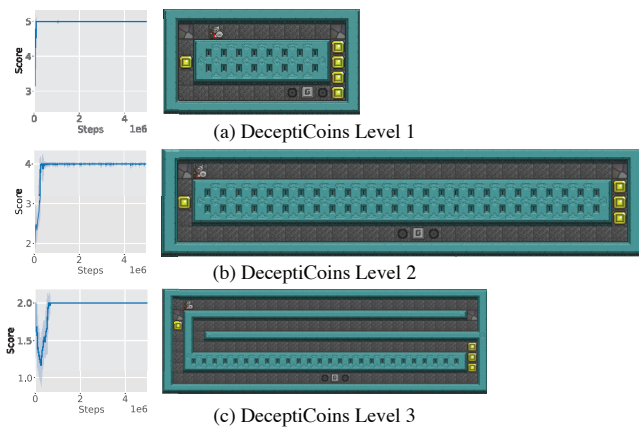 5
4
3
Score
0
2
4
Steps
1e6
G
(a) DeceptiCoins Level 1
4
3
2
Score
0
2
4
Steps
1e6
G
(b) DeceptiCoins Level 2
2.0
1.5
1.0
Score
0
2
4
Steps
1e6
G
(c) DeceptiCoins Level 3